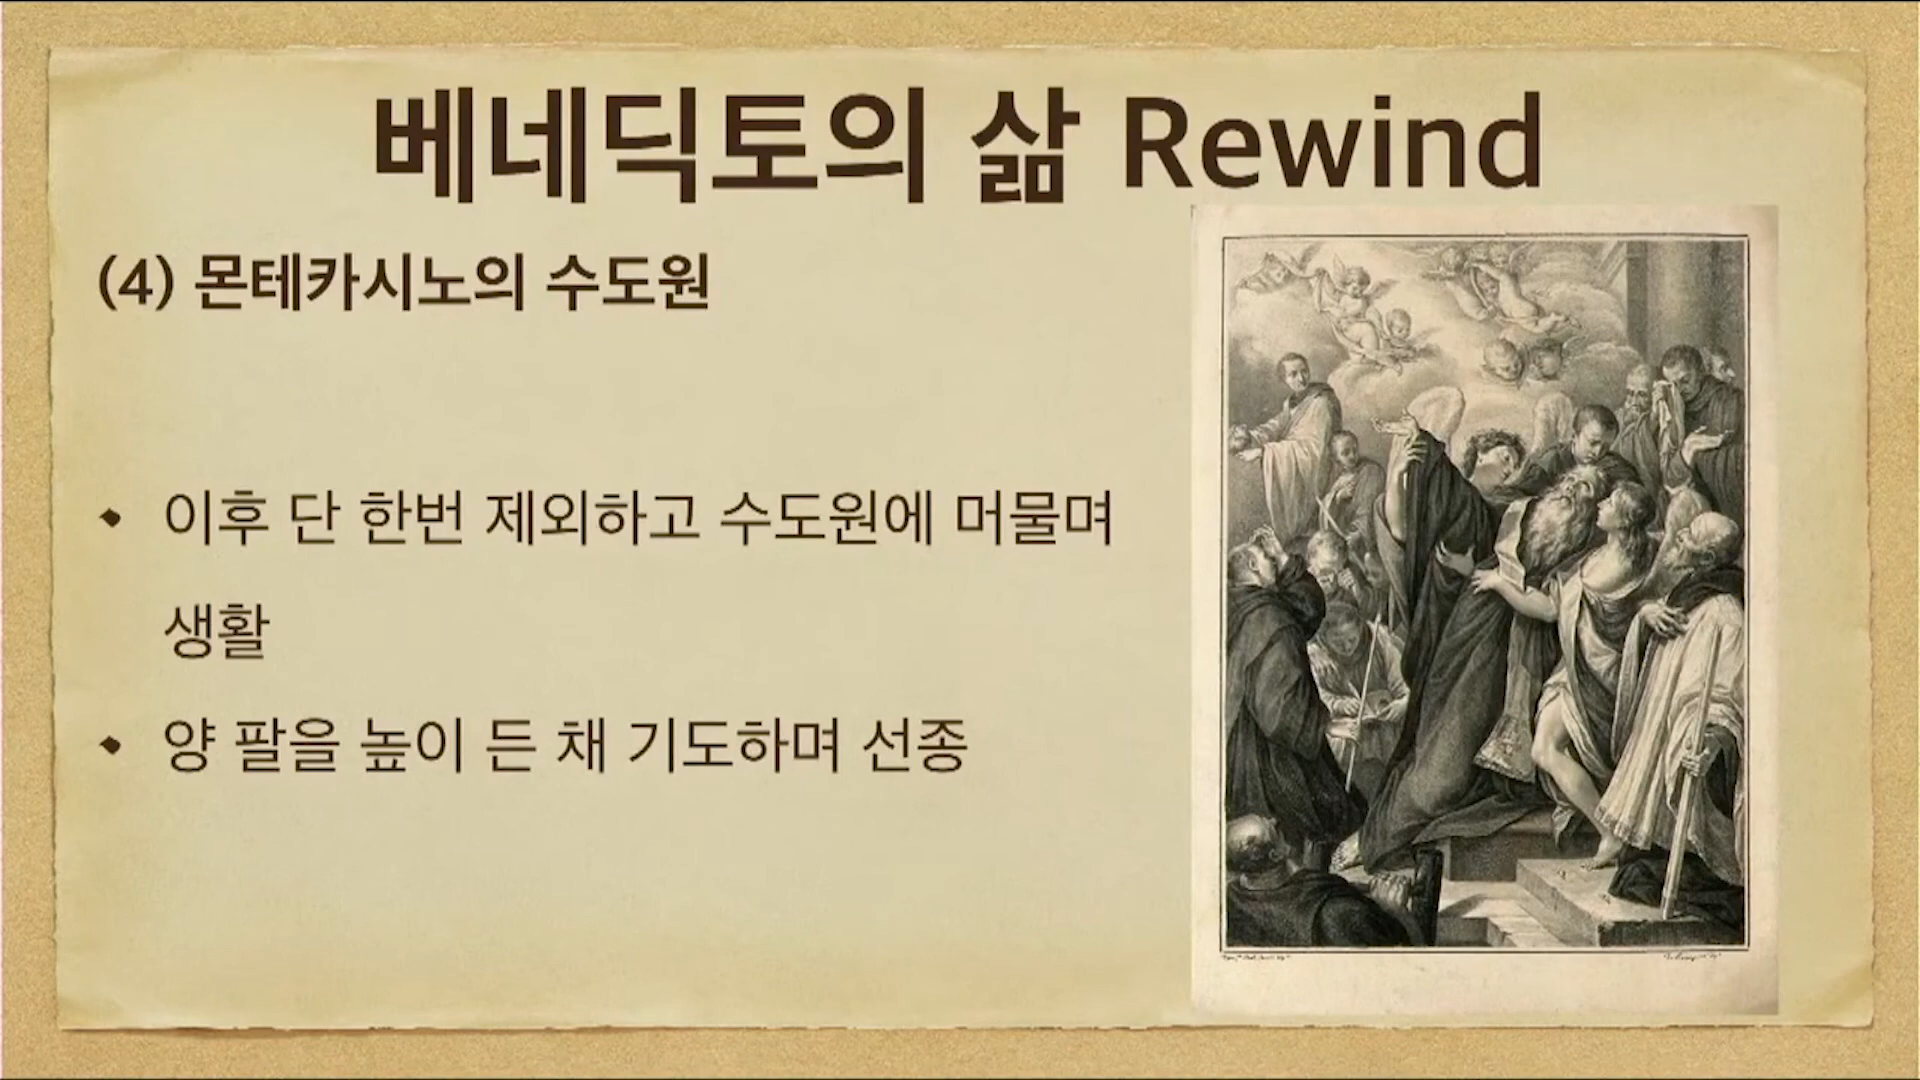 베네딕토의 삶 Rewind
(4) 몬테카시노의 수도원
• 이후 단 한번 제외하고 수도원에 머물며
생활
• 양 팔을 높이 든 채 기도하며 선종